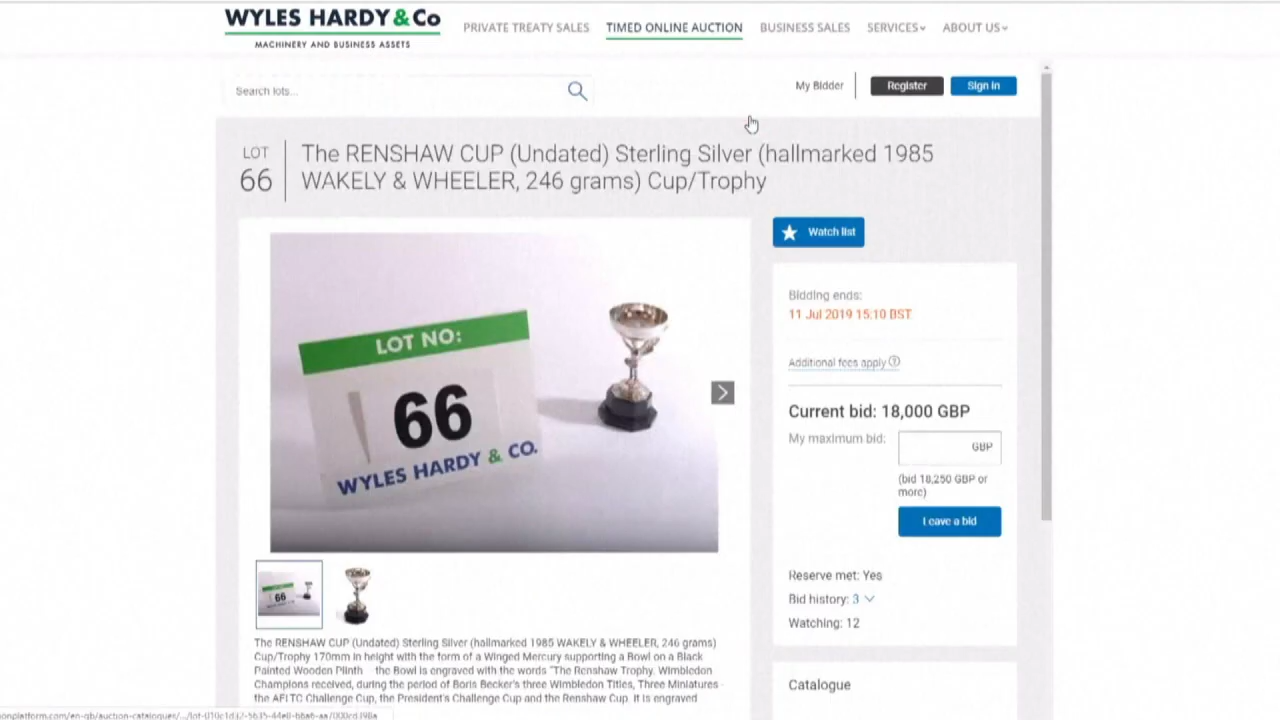 WYLES HARDY & Co
MACHINERY AND BUSINESS ASSETS
PRIVATE TREATY SALES
TIMED ONLINE AUCTION
BUSINESS SALES
SERVICES
ABOUT US
Search lots...
My Bidder
Register
Sign in
LOT
66
The RENSHAW CUP (Undated) Sterling Silver (hallmarked 1985
WAKELY & WHEELER, 246 grams) Cup/Trophy
LOT NO:
66
WYLES HARDY & CO.
66
Watch list
Bidding ends:
11 Jul 2019 15:10 BST
Additional fees apply
Current bid: 18,000 GBP
My maximum bid:
GBP
(bid 18,250 GBP or
more)
Leave a bid
Reserve met: Yes
Bid history: 3
Watching: 12
Catalogue
The RENSHAW CUP (Undated) Sterling Silver (hallmarked 1985 WAKELY & WHEELER, 246 grams)
Cup/Trophy 170mm in height with the form of a Winged Mercury supporting a Bowl on a Black
Painted Wooden Plinth the Bowl is engraved with the words "The Renshaw Trophy. Wimbledon
Champions received, during the period of Boris Becker's three Wimbledon Titles, Three Miniatures -
the AELTC Challenge Cup, the President's Challenge Cup and the Renshaw Cup. It is engraved